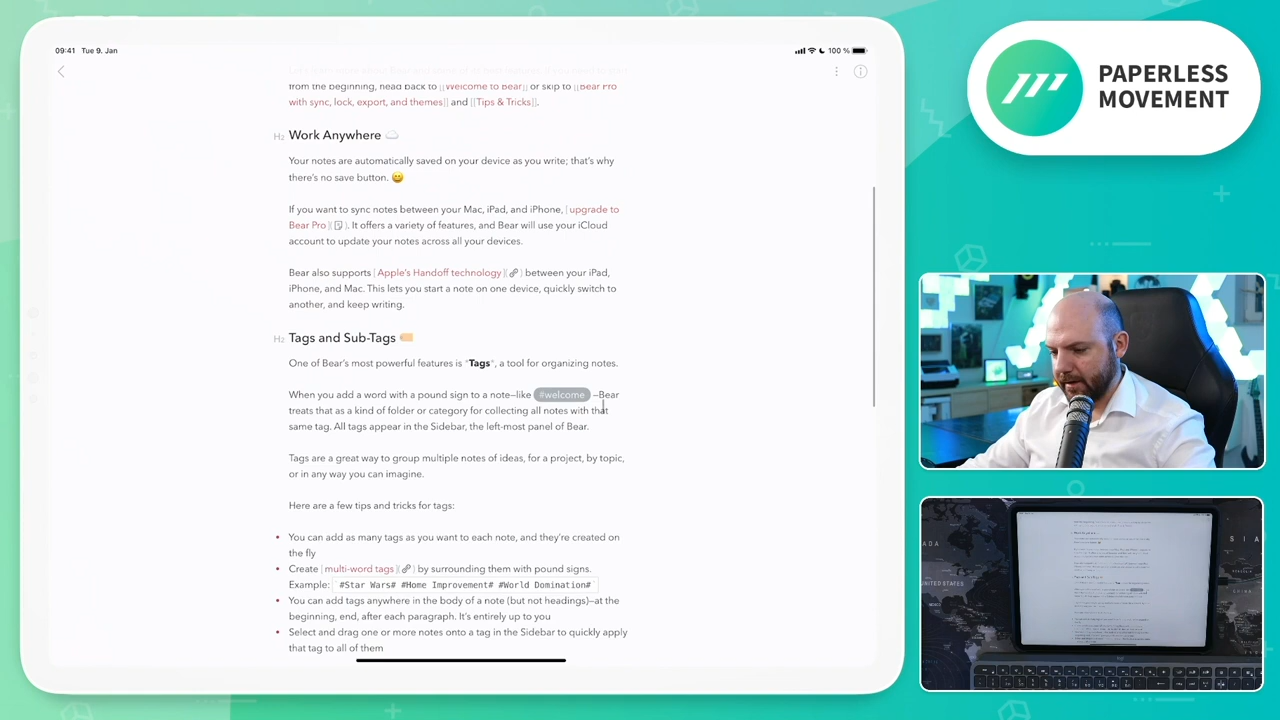 09:41 Tue 9. Jan
100 %
PAPERLESS
MOVEMENT
from the beginning, head back to [[Welcome to Bear]] or skip to [[Bear Pro
with sync, lock, export, and themes]] and [[Tips & Tricks]].
H2 Work Anywhere ☁️
Your notes are automatically saved on your device as you write; that's why
there's no save button. 😀
If you want to sync notes between your Mac, iPad, and iPhone, [upgrade to
Bear Pro](). It offers a variety of features, and Bear will use your iCloud
account to update your notes across all your devices.
Bear also supports [Apple's Handoff technology]() between your iPad,
iPhone, and Mac. This lets you start a note on one device, quickly switch to
another, and keep writing.
H2 Tags and Sub-Tags 🏷️
One of Bear's most powerful features is *Tags*, a tool for organizing notes.
When you add a word with a pound sign to a note—like #welcome —Bear
treats that as a kind of folder or category for collecting all notes with that
same tag. All tags appear in the Sidebar, the left-most panel of Bear.
Tags are a great way to group multiple notes of ideas, for a project, by topic,
or in any way you can imagine.
Here are a few tips and tricks for tags:
• You can add as many tags as you want to each note, and they're created on
the fly
• Create [multi-word tags]() by surrounding them with pound signs.
Example: `#Star Wars# #Home Improvement# #World Domination#`
• You can add tags anywhere in the body of a note (but not headings)—at the
beginning, end, after each paragraph. It's entirely up to you
• Select and drag one or more notes onto a tag in the Sidebar to quickly apply
that tag to all of them
UNITED STATES